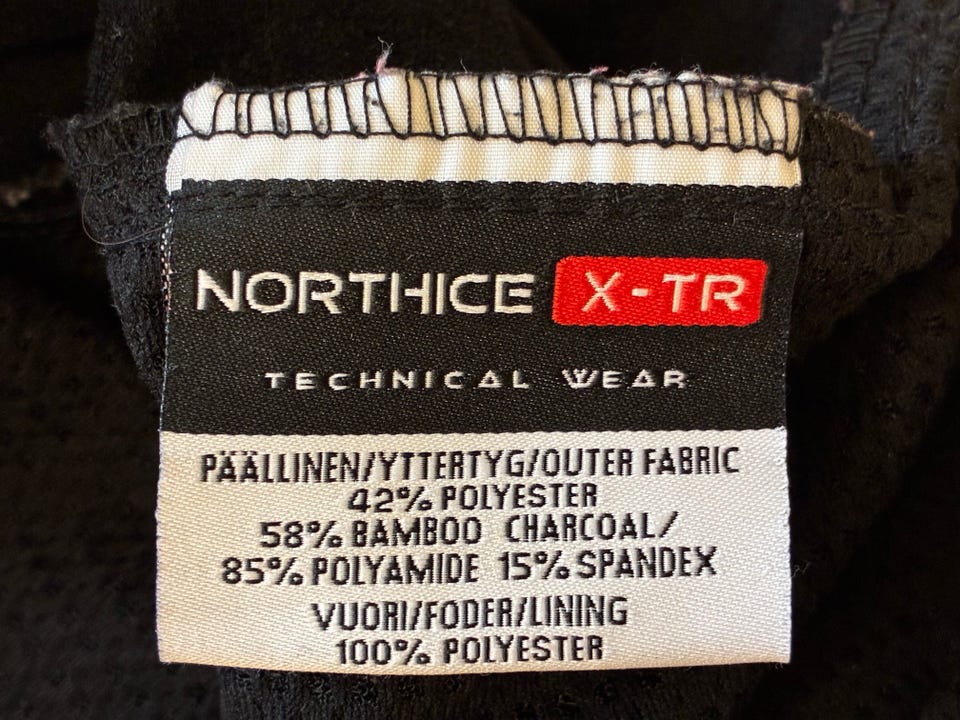 NORTHICE X-TR
TECHNICAL WEAR
PÄÄLLINEN/YTTERTYG/OUTER FABRIC
42% POLYESTER
58% BAMBOO CHARCOAL/
85% POLYAMIDE 15% SPANDEX
VUORI/FODER/LINING
100% POLYESTER